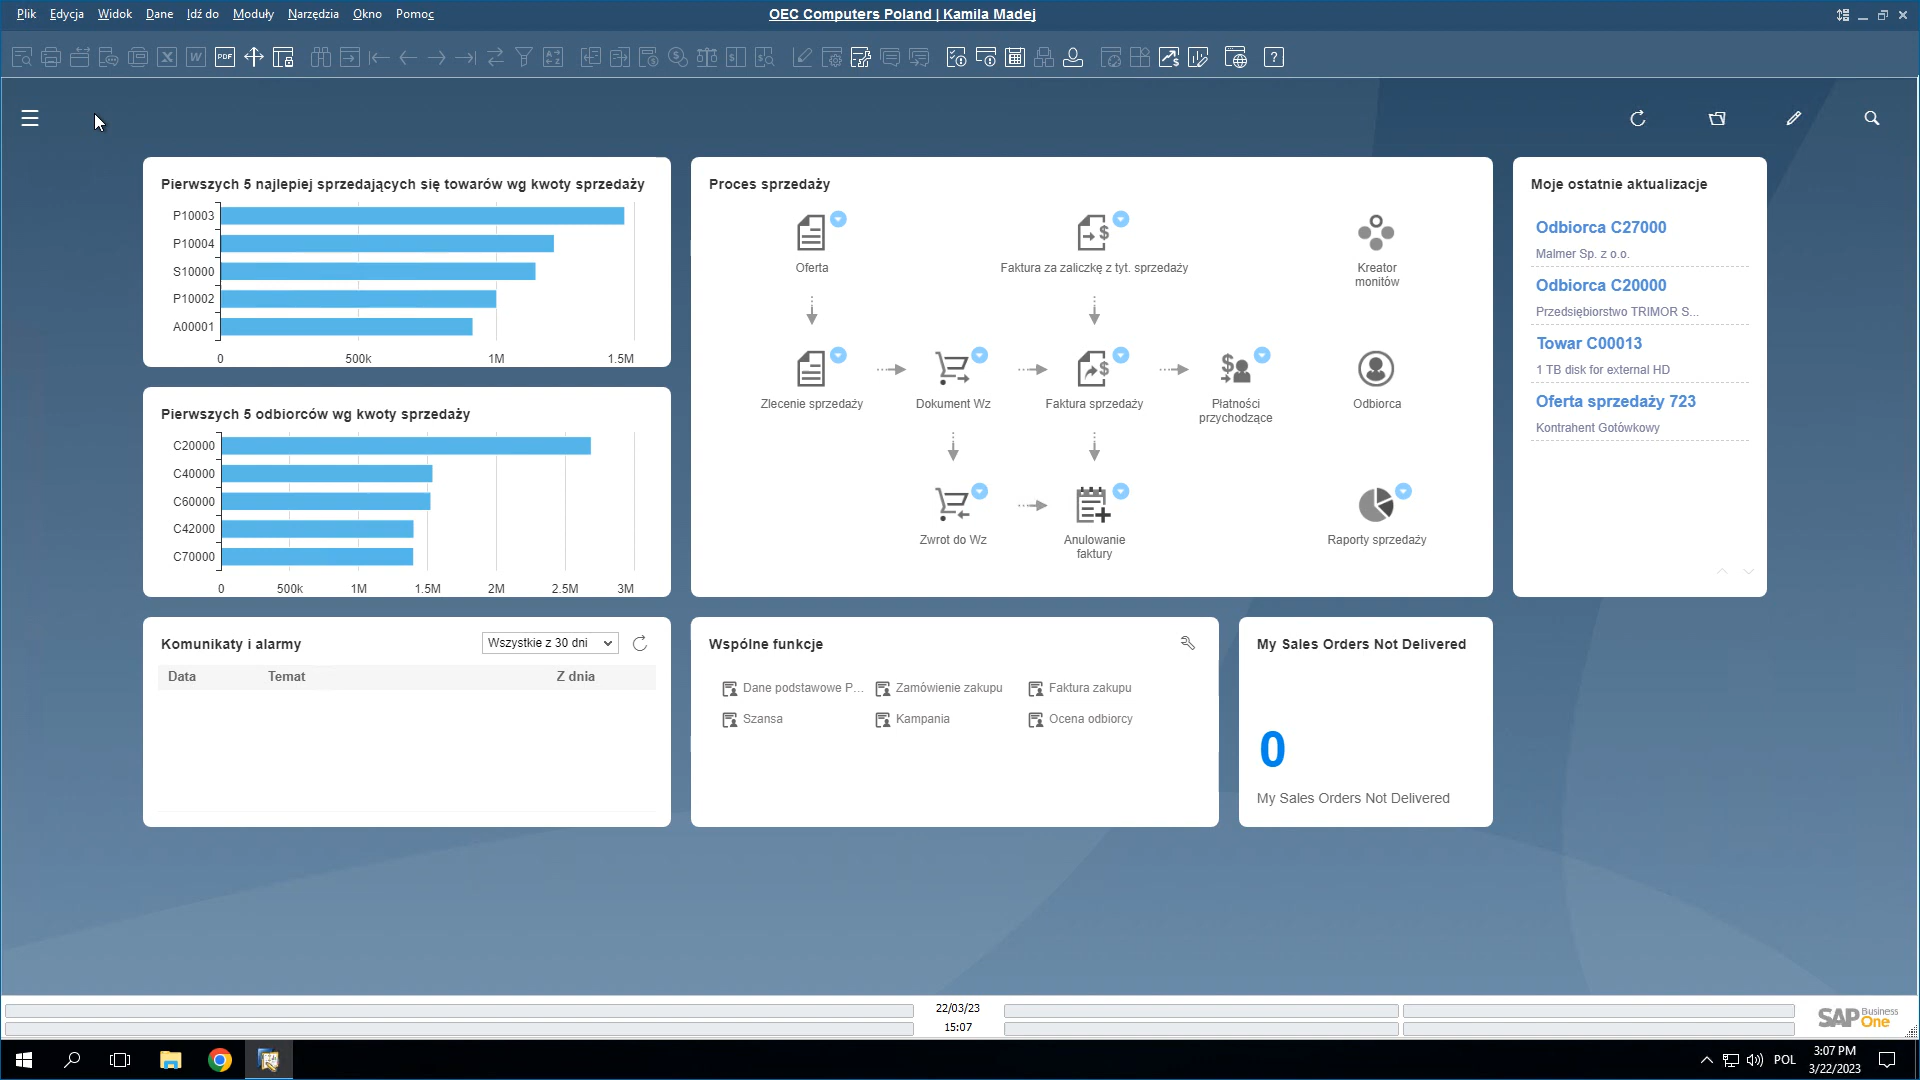 Plik Edycja Widok Dane Idź do Moduły Narzędzia Okno Pomoc
OEC Computers Poland | Kamila Madej
Pierwszych 5 najlepiej sprzedających się towarów wg kwoty sprzedaży
P10003
P10004
S10000
P10002
A00001
0 500k 1M 1.5M
Pierwszych 5 odbiorców wg kwoty sprzedaży
C20000
C40000
C60000
C42000
C70000
0 500k 1M 1.5M 2M 2.5M 3M
Proces sprzedaży
Oferta
Faktura za zaliczkę z tyt. sprzedaży
Kreator
monitów
Zlecenie sprzedaży
Dokument Wz
Faktura sprzedaży
Płatności
przychodzące
Odbiorca
Zwrot do Wz
Anulowanie
faktury
Raporty sprzedaży
Moje ostatnie aktualizacje
Odbiorca C27000
Malmer Sp. z o.o.
Odbiorca C20000
Przedsiębiorstwo TRIMOR S...
Towar C00013
1 TB disk for external HD
Oferta sprzedaży 723
Kontrahent Gotówkowy
Komunikaty i alarmy
Wszystkie z 30 dni
Data Temat Z dnia
Wspólne funkcje
Dane podstawowe P... Zamówienie zakupu Faktura zakupu
Szansa Kampania Ocena odbiorcy
My Sales Orders Not Delivered
0
My Sales Orders Not Delivered
22/03/23
15:07
SAP Business One
POL
3:07 PM
3/22/2023